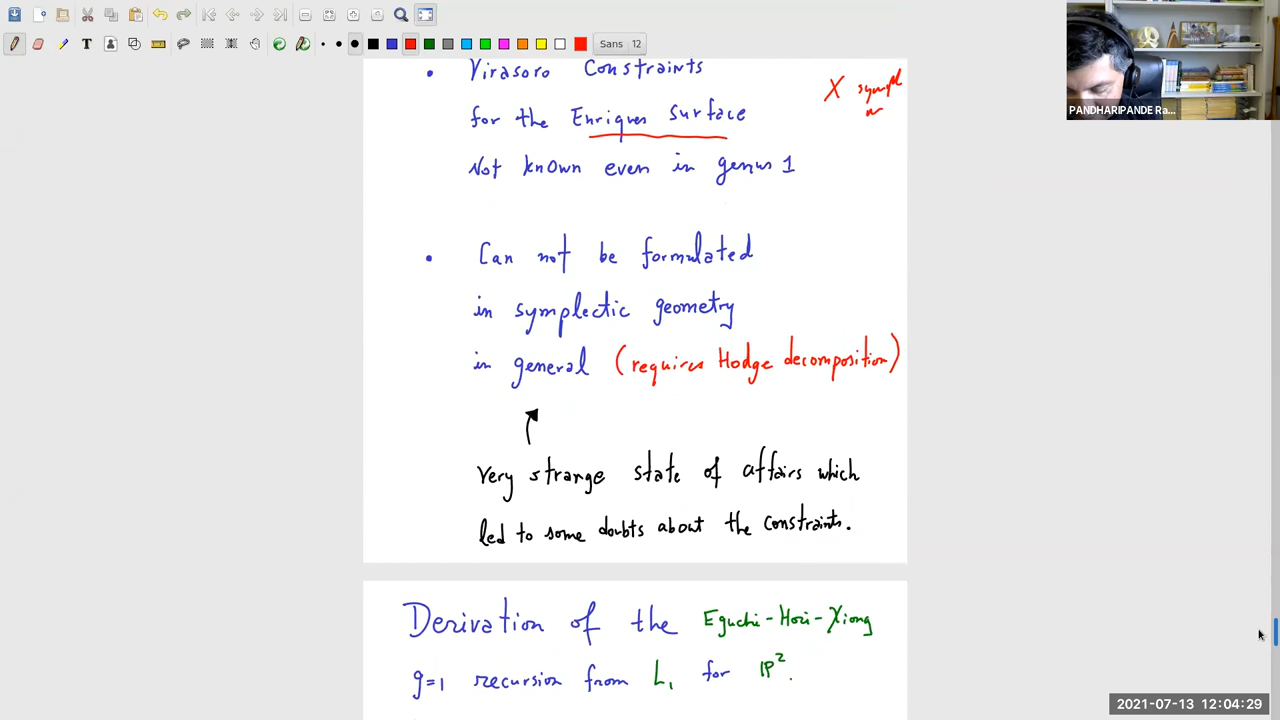 Sans 12
PANDHARIPANDE Ra...
Virasoro Constraints
for the Enriques surface
Not known even in genus 1
X
• Can not be formulated
in symplectic geometry
in general (requires Hodge decomposition)
Very strange state of affairs which
led to some doubts about the constraints.
Derivation of the Eguchi-Hori-Xiong
g=1 recursion from L₁ for ℙ².
2021-07-13 12:04:29